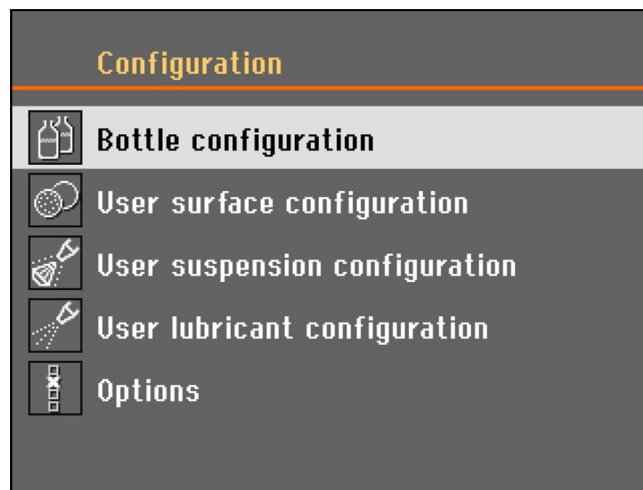 Configuration
Bottle configuration
User surface configuration
User suspension configuration
User lubricant configuration
Options